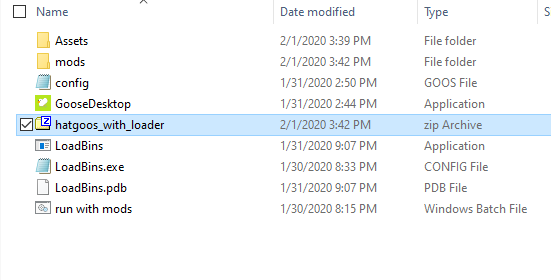 Name Date modified Type
Assets 2/1/2020 3:39 PM File folder
mods 2/1/2020 3:42 PM File folder
config 1/31/2020 2:50 PM GOOS File
GooseDesktop 1/31/2020 2:44 PM Application
hatgoos_with_loader 2/1/2020 3:42 PM zip Archive
LoadBins 1/31/2020 9:07 PM Application
LoadBins.exe 1/30/2020 8:33 PM CONFIG File
LoadBins.pdb 1/31/2020 9:07 PM PDB File
run with mods 1/30/2020 8:15 PM Windows Batch File